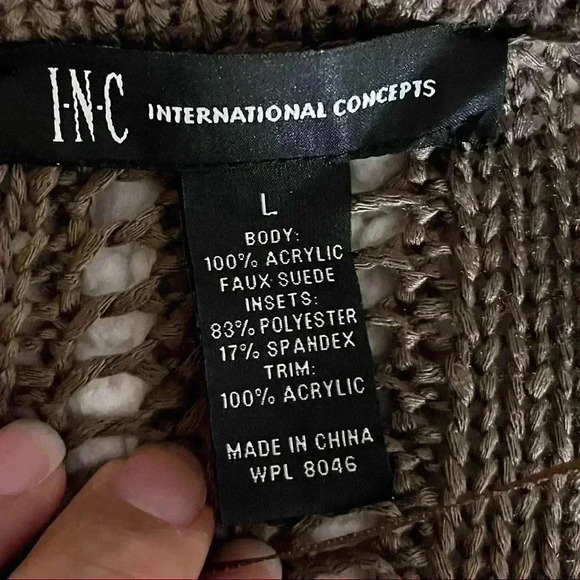 I·N·C INTERNATIONAL CONCEPTS
L
BODY:
100% ACRYLIC
FAUX SUEDE
INSETS:
83% POLYESTER
17% SPANDEX
TRIM:
100% ACRYLIC
MADE IN CHINA
WPL 8046